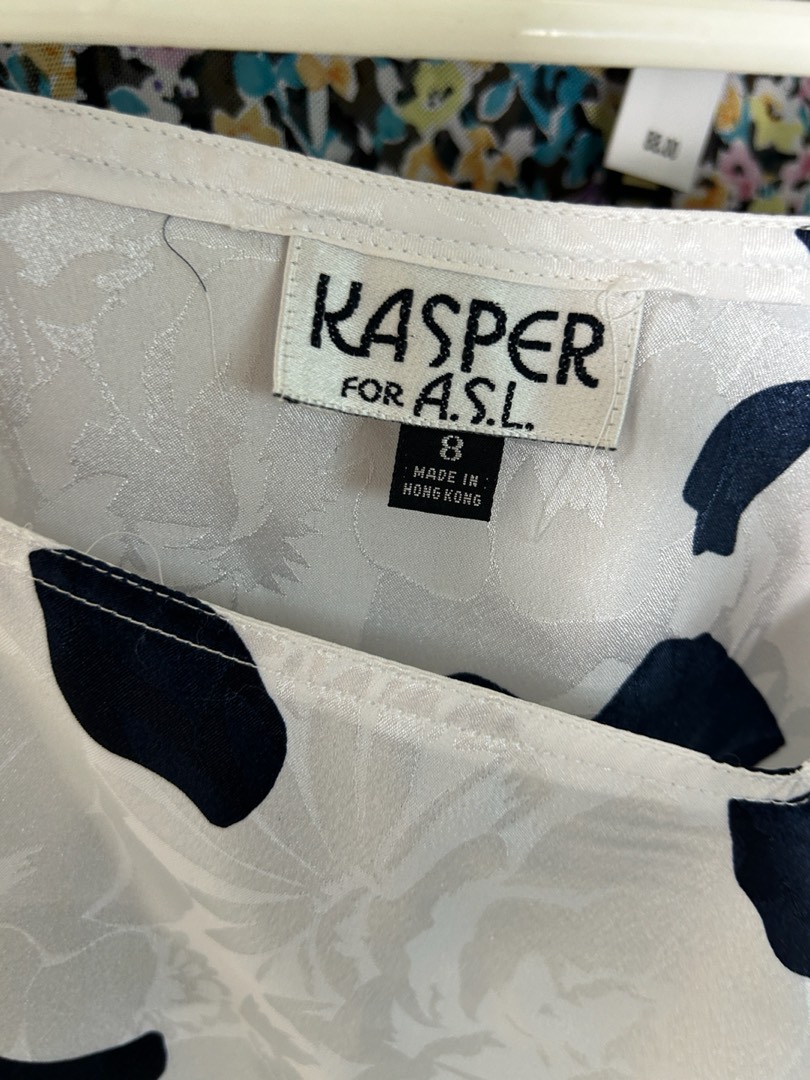 KASPER
FOR A.S.L.
8
MADE IN
HONG KONG